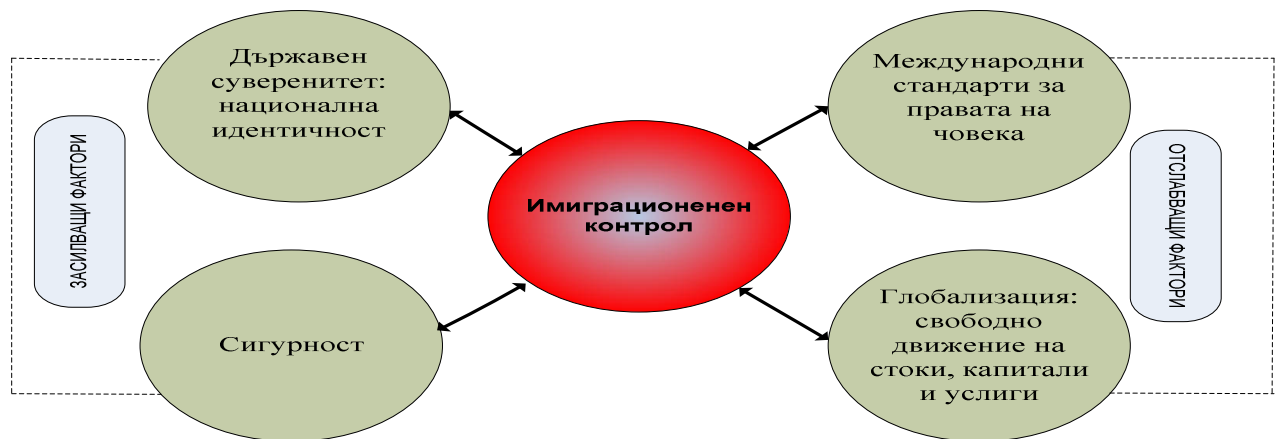 Държавен
суверенитет:
национална
идентичност
Международни
стандарти за
правата на
човека
ЗАСИЛВАЩИ ФАКТОРИ
Имиграционенен
контрол
ОТСЛАБВАЩИ ФАКТОРИ
Сигурност
Глобализация:
свободно
движение на
стоки, капитали
и услиги